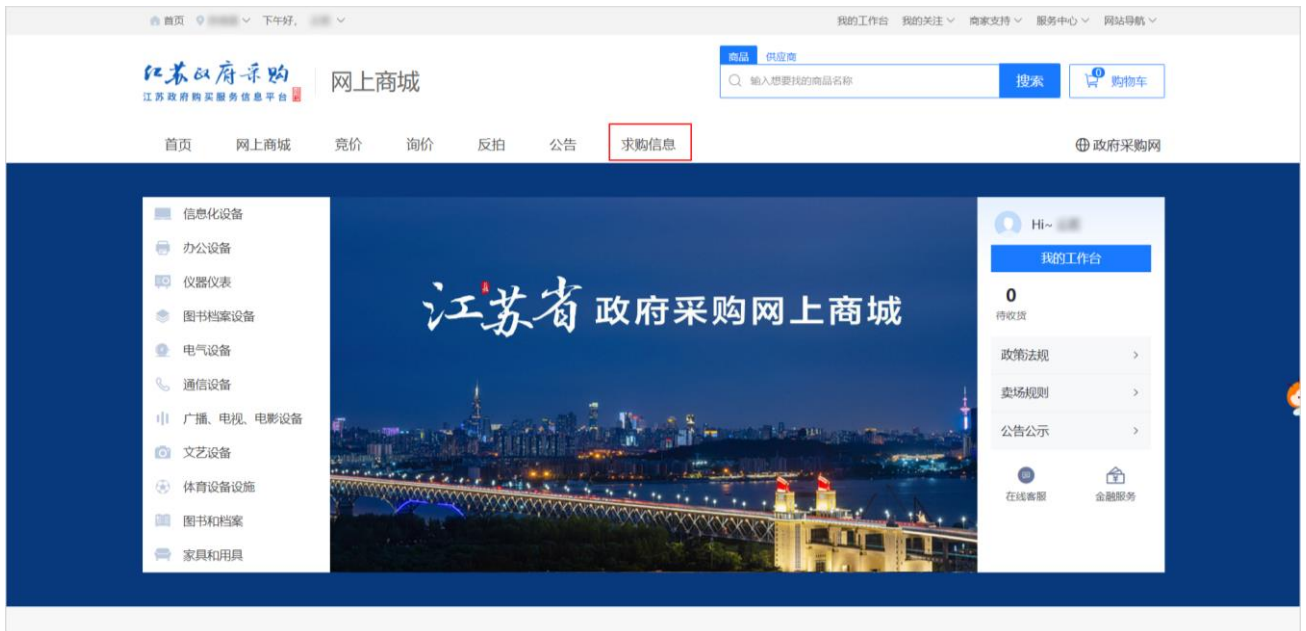 首页 下午好，
我的工作台 我的关注 商家支持 服务中心 网站导航
江苏政府采购
江苏政府购买服务信息平台
网上商城
商品 供应商
输入想要找的商品名称
搜索
0
购物车
首页 网上商城 竞价 询价 反拍 公告 求购信息
政府采购网
信息化设备
办公设备
仪器仪表
图书档案设备
电气设备
通信设备
广播、电视、电影设备
文艺设备
体育设备设施
图书和档案
家具和用具
江苏省 政府采购网上商城
Hi~
我的工作台
0
待收货
政策法规
卖场规则
公告公示
在线客服
金融服务